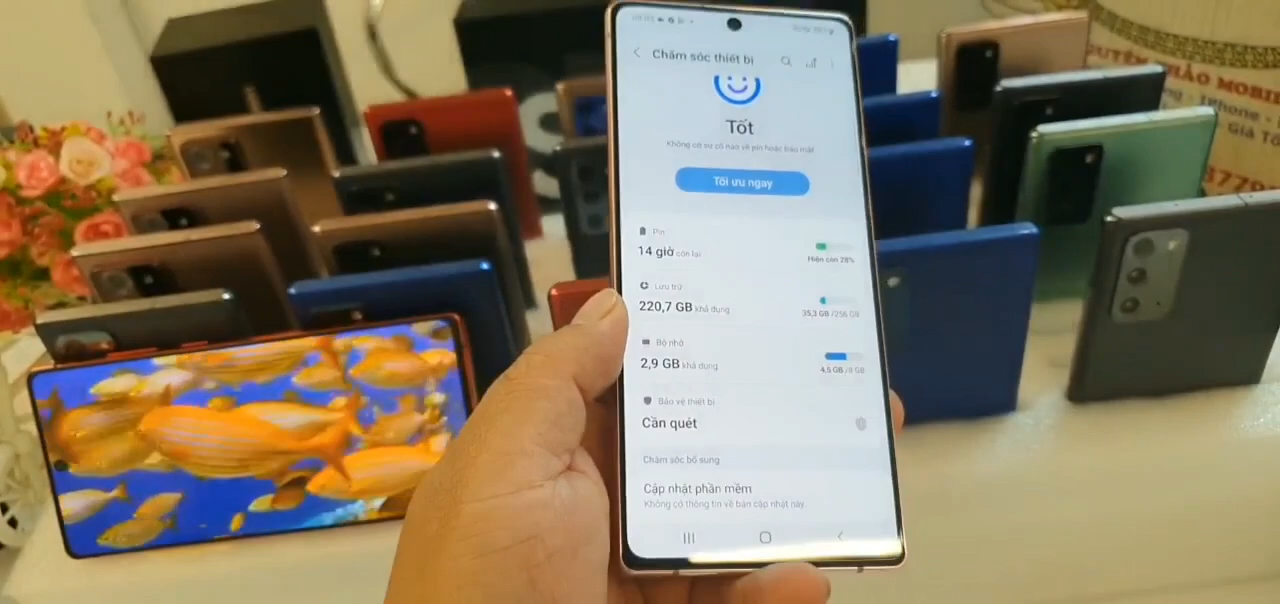 Chăm sóc thiết bị
Tốt
Không có sự cố nào về pin hoặc bảo mật
Tối ưu ngay
Pin
14 giờ còn lại
Hiện còn 28%
Lưu trữ
220,7 GB khả dụng
35,3 GB /256 GB
Bộ nhớ
2,9 GB khả dụng
4,5 GB /8 GB
Bảo vệ thiết bị
Cần quét
Chăm sóc bổ sung
Cập nhật phần mềm
Không có thông tin về bản cập nhật này.
MOBI
IPhone -
Giá Tố